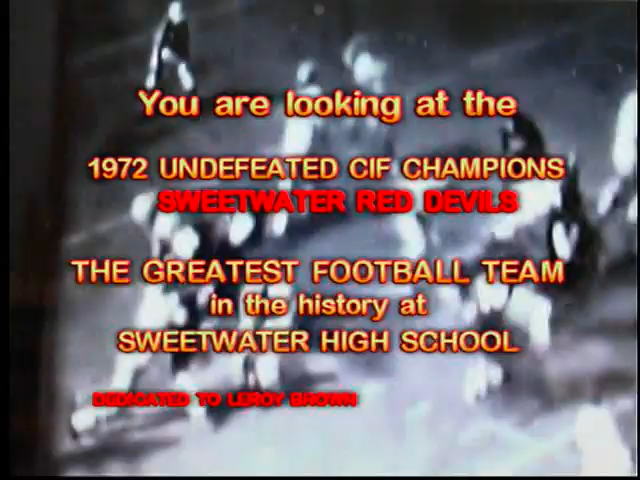 You are looking at the
1972 UNDEFEATED CIF CHAMPIONS
SWEETWATER RED DEVILS
THE GREATEST FOOTBALL TEAM
in the history at
SWEETWATER HIGH SCHOOL
DEDICATED TO LEROY BROWN